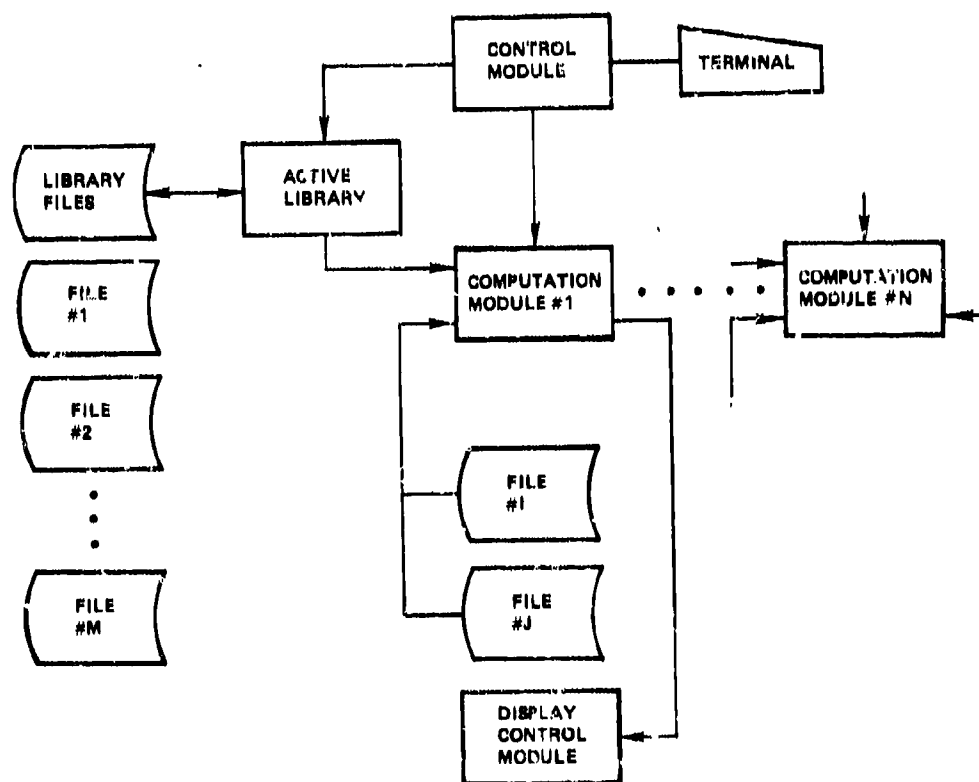 CONTROL
MODULE
TERMINAL
LIBRARY
FILES
ACTIVE
LIBRARY
FILE
#1
COMPUTATION
MODULE #1
COMPUTATION
MODULE #N
FILE
#2
FILE
#I
FILE
#M
FILE
#J
DISPLAY
CONTROL
MODULE